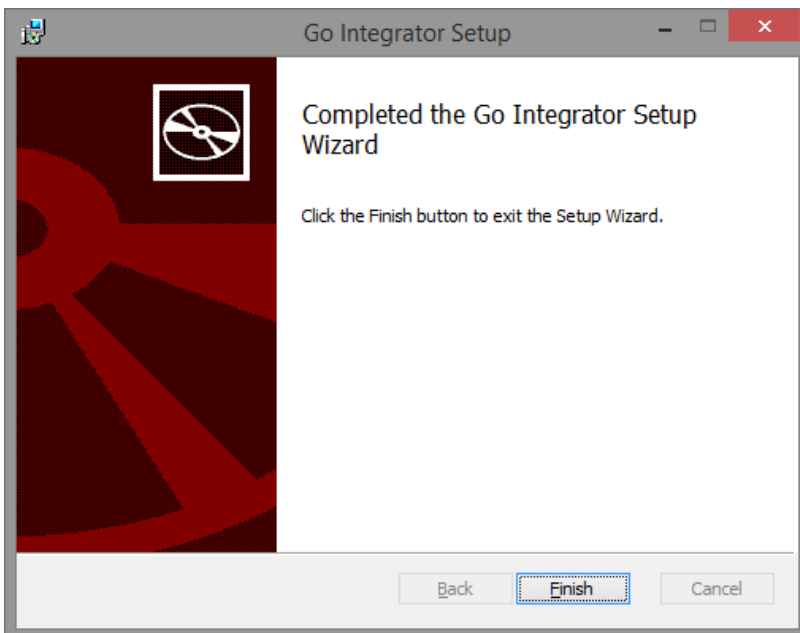 Go Integrator Setup
Completed the Go Integrator Setup
Wizard
Click the Finish button to exit the Setup Wizard.
Back
Finish
Cancel